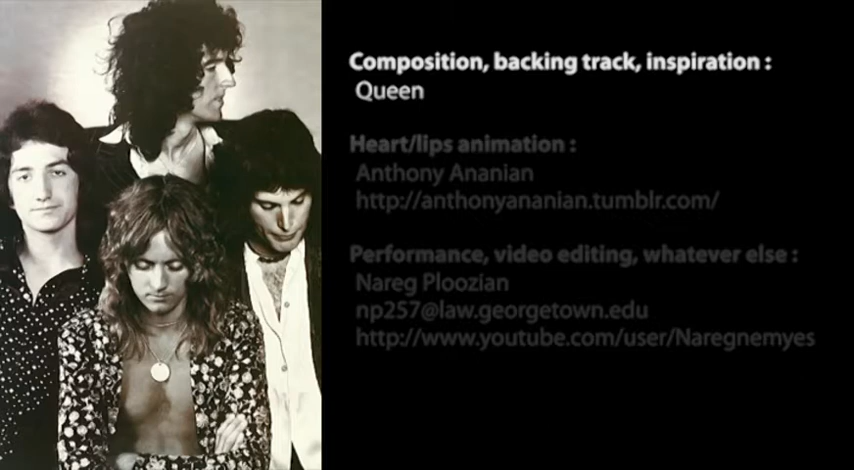 Composition, backing track, inspiration :
Queen
Heart/lips animation :
Anthony Ananian
http://anthonyananian.tumblr.com/
Performance, video editing, whatever else :
Nareg Ploozian
np257@law.georgetown.edu
http://www.youtube.com/user/Naregnemyes